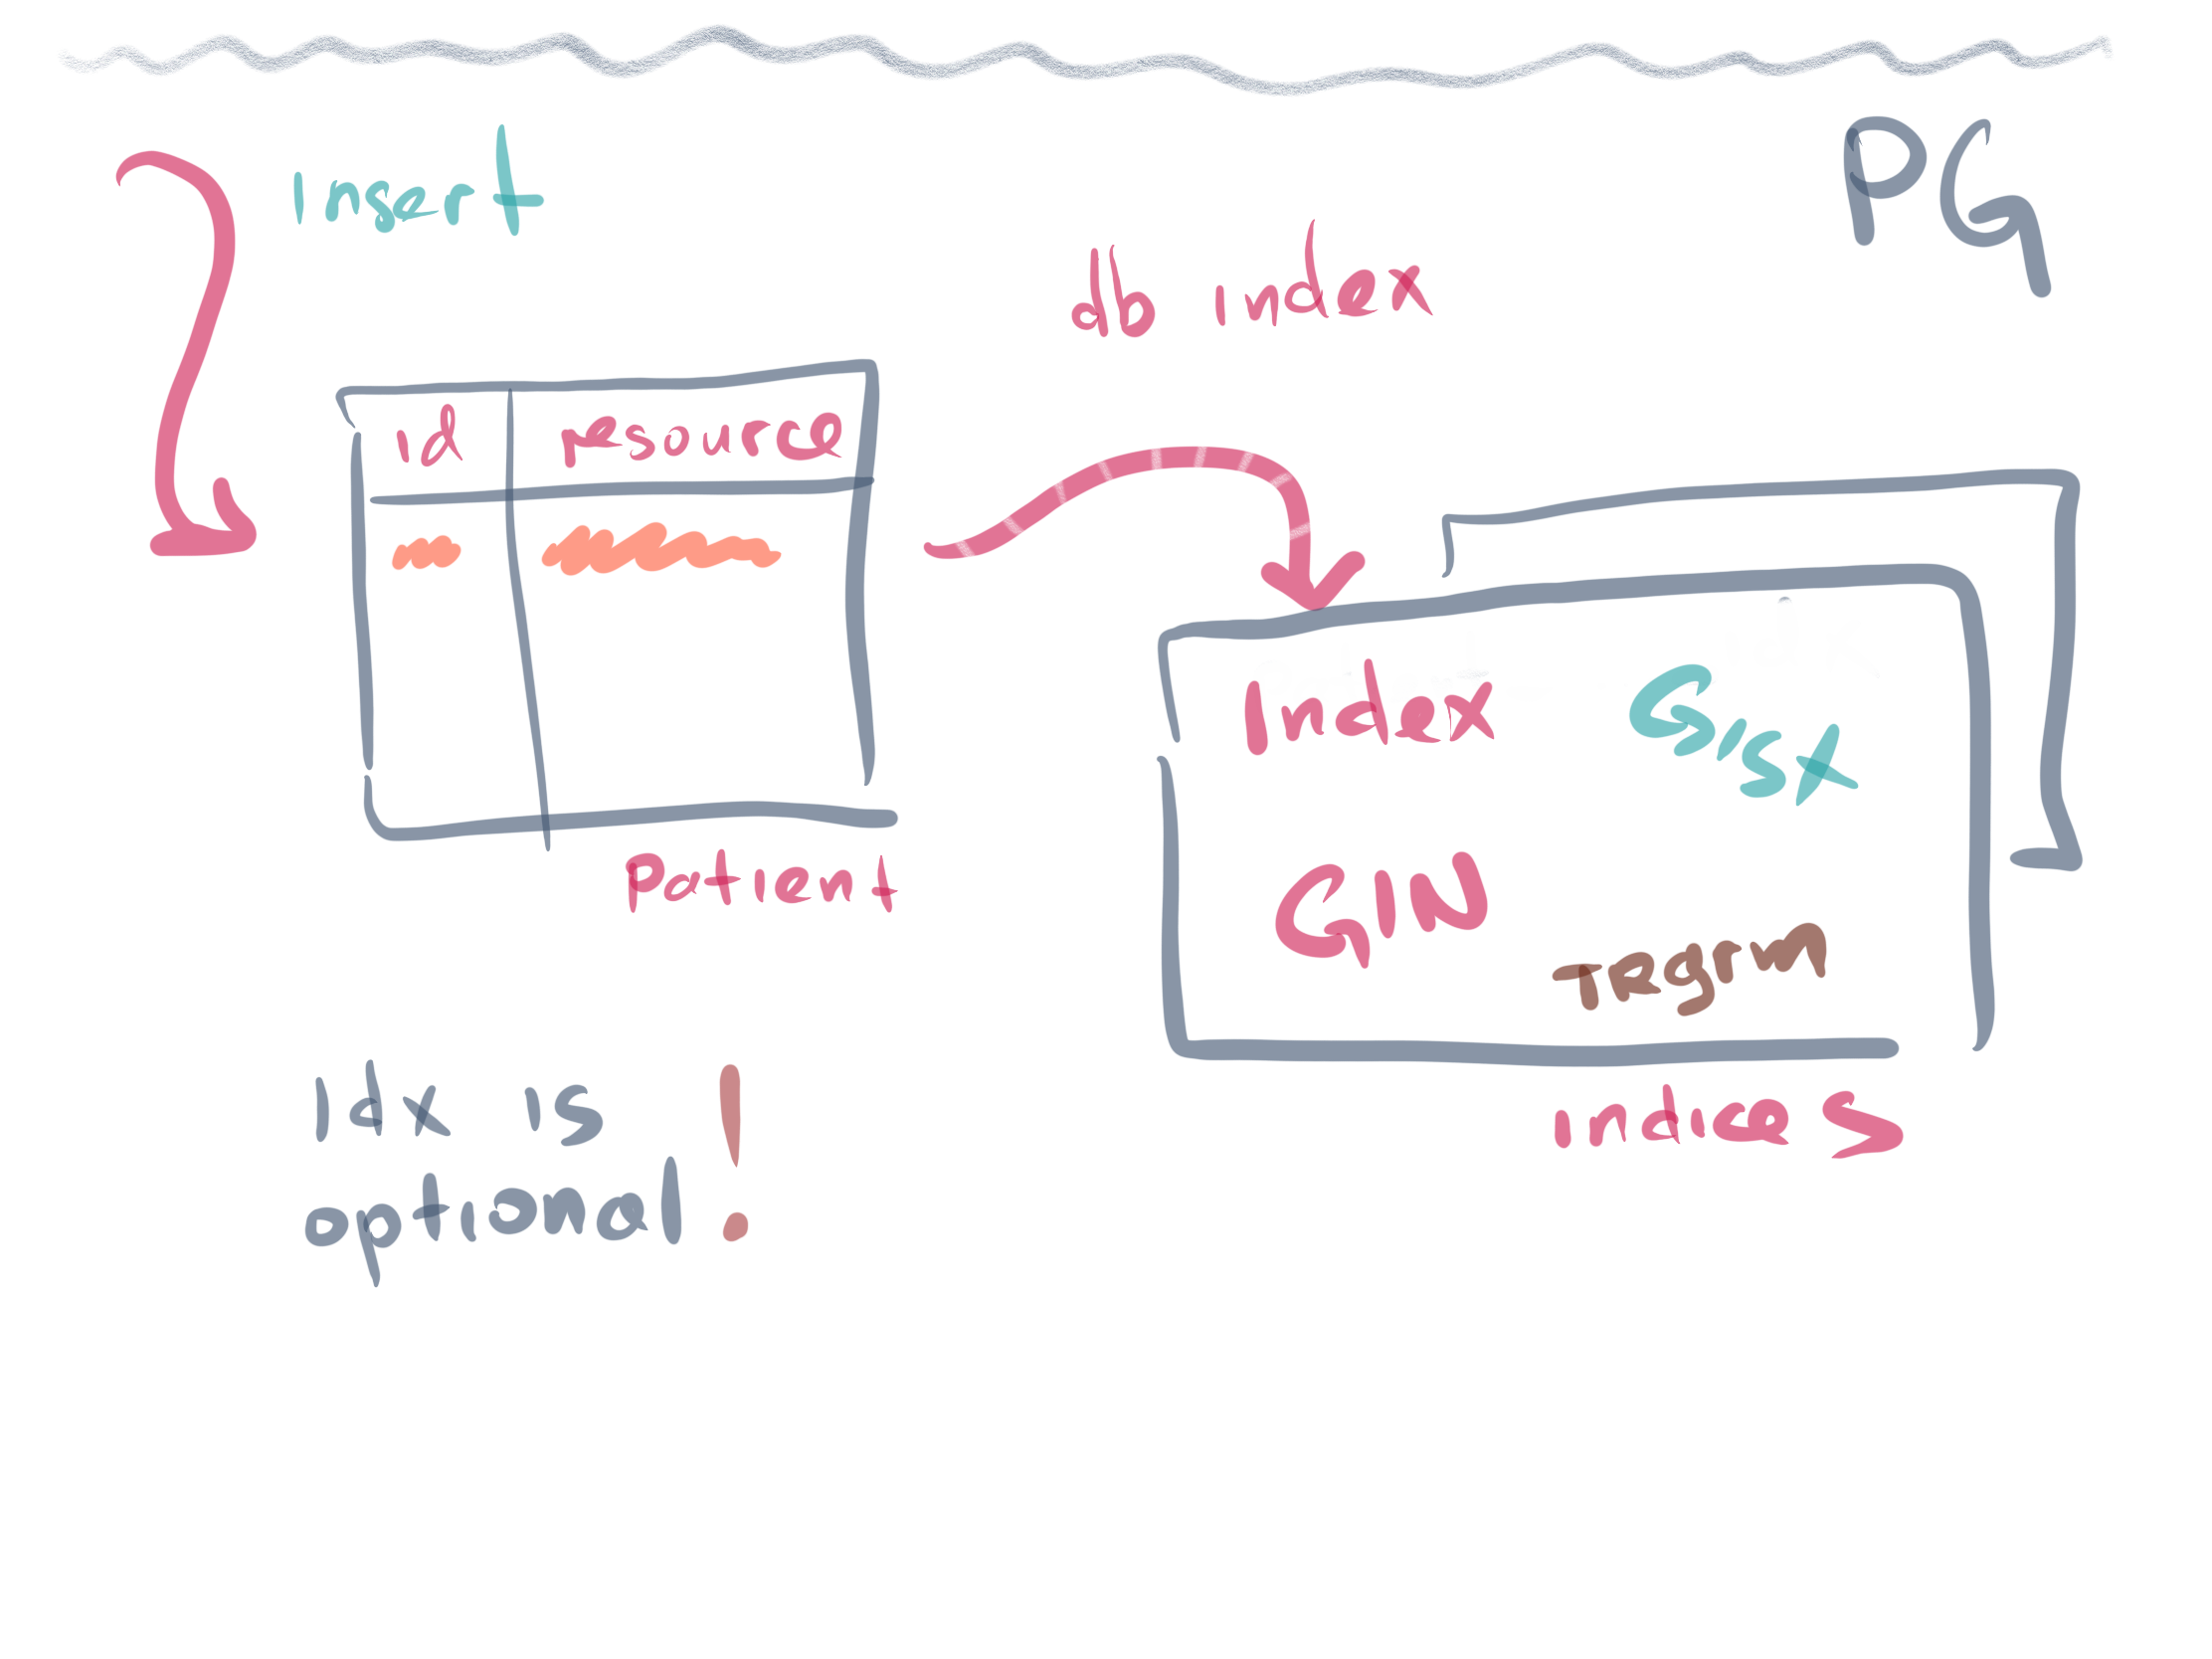 Insert
PG
db index
id resource
Patient
Index GIST
GIN
TRgrm
indices
Idx is !
optional